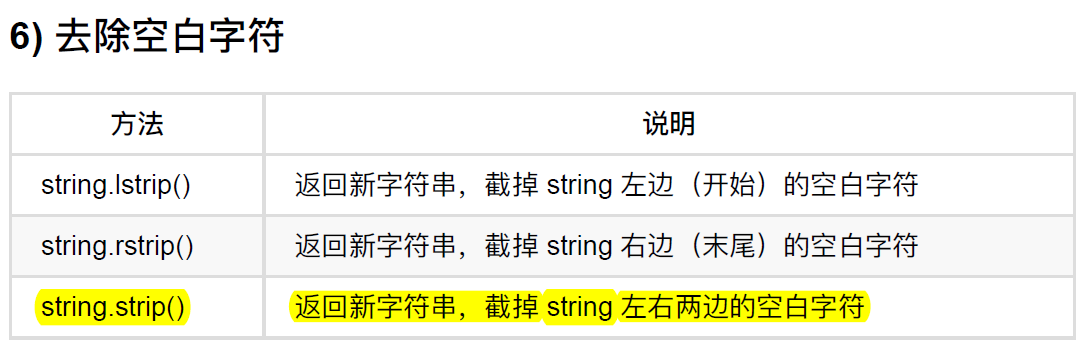 6) 去除空白字符
方法 说明
string.lstrip() 返回新字符串，截掉 string 左边（开始）的空白字符
string.rstrip() 返回新字符串，截掉 string 右边（末尾）的空白字符
string.strip() 返回新字符串，截掉 string 左右两边的空白字符